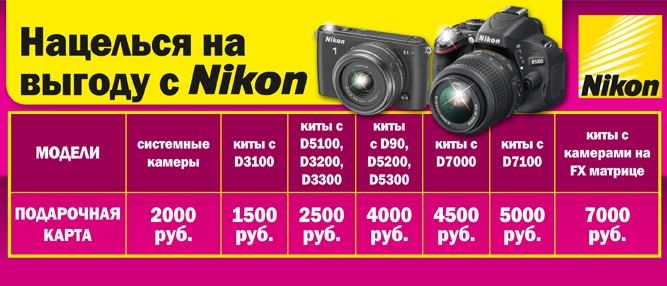 Нацелься на
выгоду с Nikon
Nikon
1
S1
Nikon
D5100
Nikon
МОДЕЛИ
системные
камеры
киты с
D3100
киты с
D5100,
D3200,
D3300
киты
с D90,
D5200,
D5300
киты с
D7000
киты с
D7100
киты с
камерами на
FX матрице
ПОДАРОЧНАЯ
КАРТА
2000
руб.
1500
руб.
2500
руб.
4000
руб.
4500
руб.
5000
руб.
7000
руб.